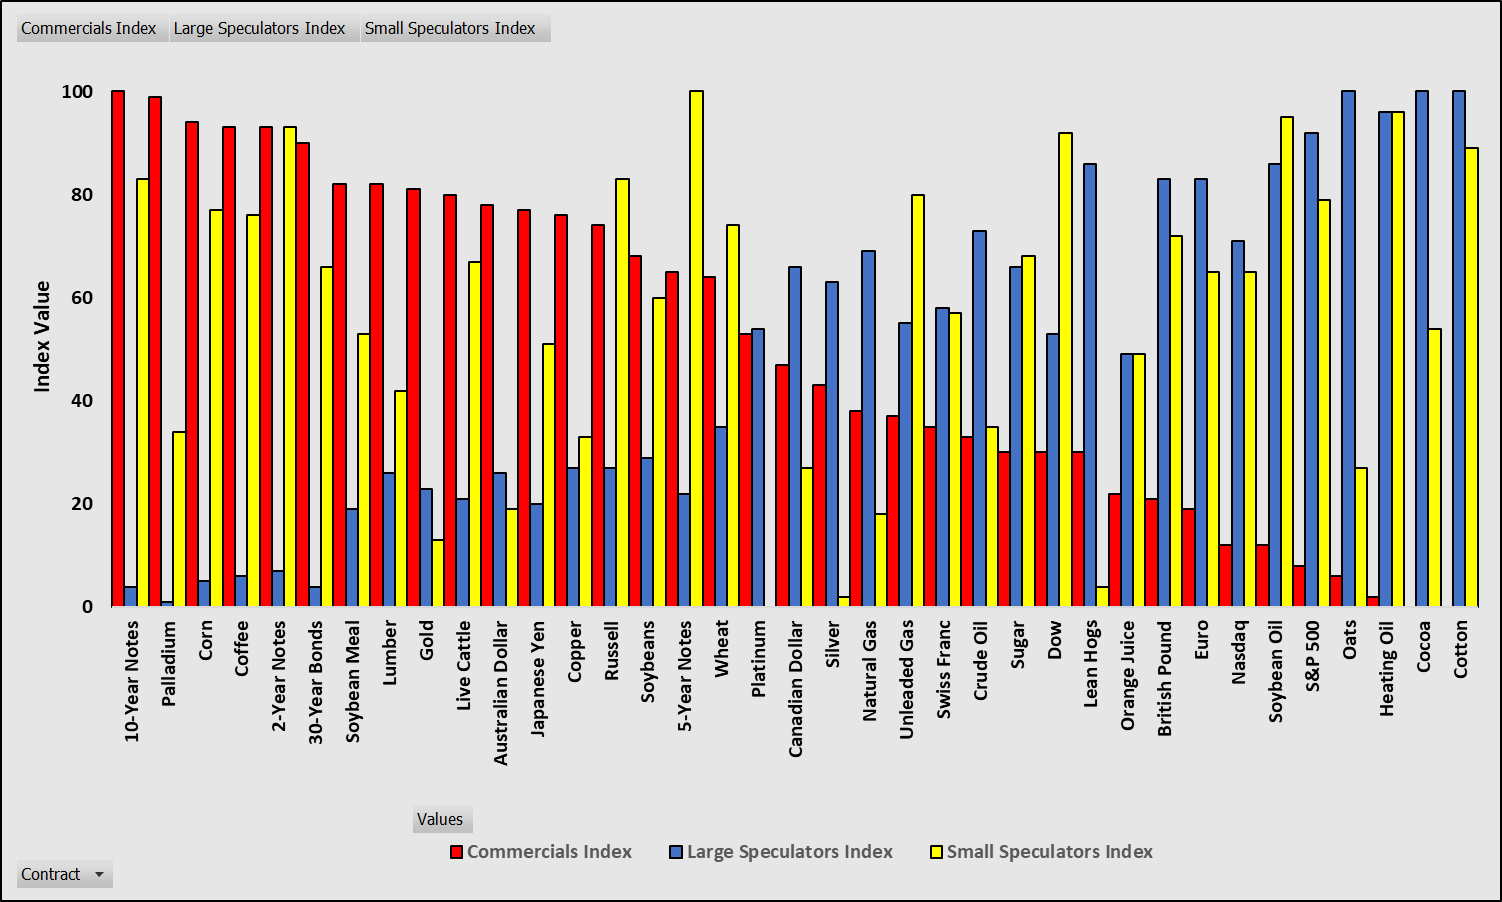 Commercials Index Large Speculators Index Small Speculators Index
100
80
60
40
20
0
Index Value
10-Year Notes
Palladium
Corn
Coffee
2-Year Notes
30-Year Bonds
Soybean Meal
Lumber
Gold
Live Cattle
Australian Dollar
Japanese Yen
Copper
Russell
Soybeans
5-Year Notes
Wheat
Platinum
Canadian Dollar
Silver
Natural Gas
Unleaded Gas
Swiss Franc
Crude Oil
Sugar
Dow
Lean Hogs
Orange Juice
British Pound
Euro
Nasdaq
Soybean Oil
S&P 500
Oats
Heating Oil
Cocoa
Cotton
Values
Commercials Index Large Speculators Index Small Speculators Index
Contract